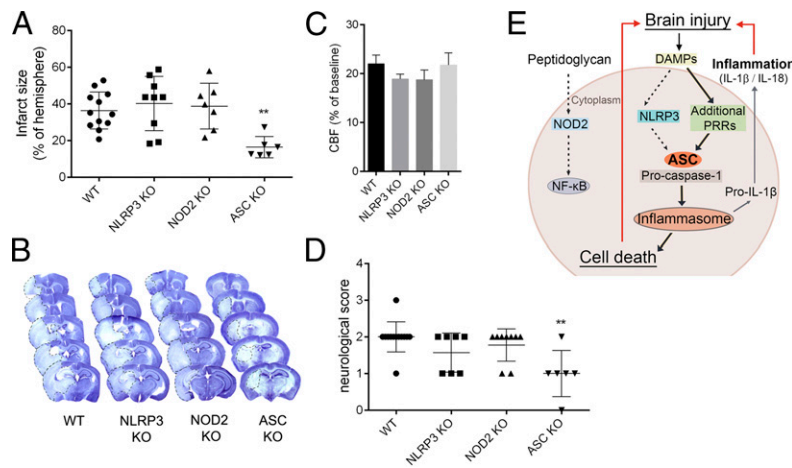 A
Infarct size
(% of hemisphere)
80
60
40
20
0
**
WT
NLRP3 KO
NOD2 KO
ASC KO
C
CBF (% of baseline)
30
20
10
0
WT
NLRP3 KO
NOD2 KO
ASC KO
E
Brain injury
Peptidoglycan
DAMPs
Inflammation
(IL-1β / IL-18)
Cytoplasm
NOD2
NLRP3
Additional
PRRs
ASC
Pro-caspase-1
NF-κB
Pro-IL-1β
Inflammasome
Cell death
B
WT
NLRP3
KO
NOD2
KO
ASC
KO
D
neurological score
4
3
2
1
0
**
WT
NLRP3 KO
NOD2 KO
ASC KO